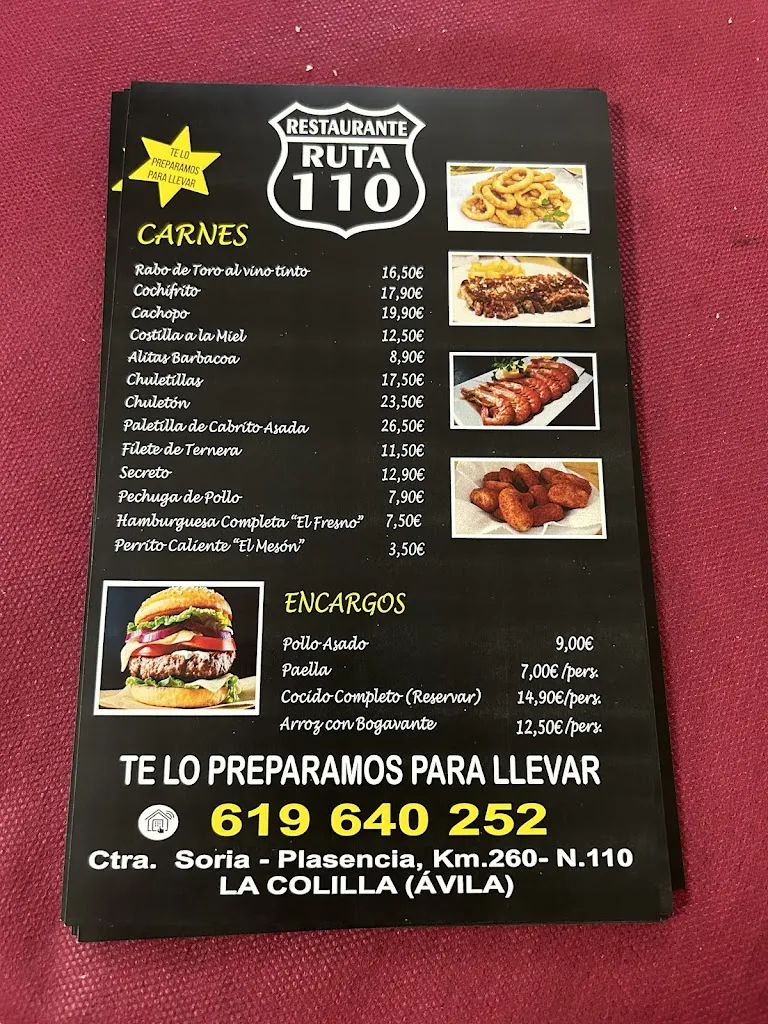 RESTAURANTE
RUTA
110
TE LO
PREPARAMOS
PARA LLEVAR
CARNES
Rabo de Toro al vino tinto 16,50€
Cochifrito 17,90€
Cachopo 19,90€
Costilla a la Miel 12,50€
Alitas Barbacoa 8,90€
Chuletillas 17,50€
Chuletón 23,50€
Paletilla de Cabrito Asada 26,50€
Filete de Ternera 11,50€
Secreto 12,90€
Pechuga de Pollo 7,90€
Hamburguesa Completa “El Fresno” 7,50€
Perrito Caliente “El Mesón” 3,50€
ENCARGOS
Pollo Asado 9,00€
Paella 7,00€/pers.
Cocido Completo (Reservar) 14,90€/pers.
Arroz con Bogavante 12,50€/pers.
TE LO PREPARAMOS PARA LLEVAR
619 640 252
Ctra. Soria - Plasencia, Km.260- N.110
LA COLILLA (ÁVILA)